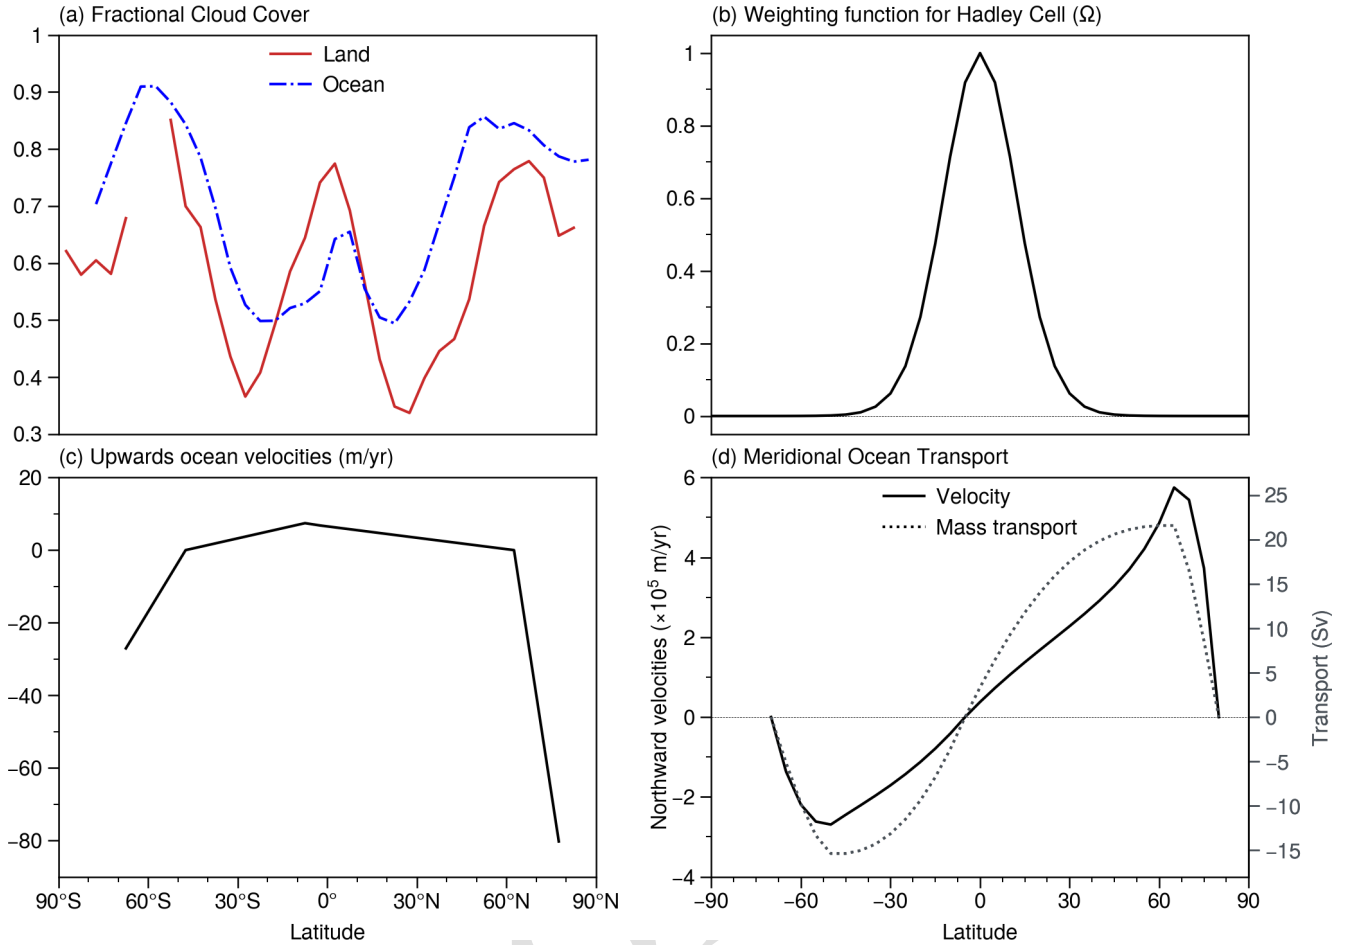 (a) Fractional Cloud Cover
1
0.9
0.8
0.7
0.6
0.5
0.4
0.3
Land
Ocean
(b) Weighting function for Hadley Cell (Ω)
1
0.8
0.6
0.4
0.2
0
(c) Upwards ocean velocities (m/yr)
20
0
−20
−40
−60
−80
90°S 60°S 30°S 0° 30°N 60°N 90°N
Latitude
(d) Meridional Ocean Transport
Northward velocities (×10⁵ m/yr)
6
4
2
0
−2
−4
Velocity
Mass transport
25
20
15
10
5
0
−5
−10
−15
Transport (Sv)
−90 −60 −30 0 30 60 90
Latitude